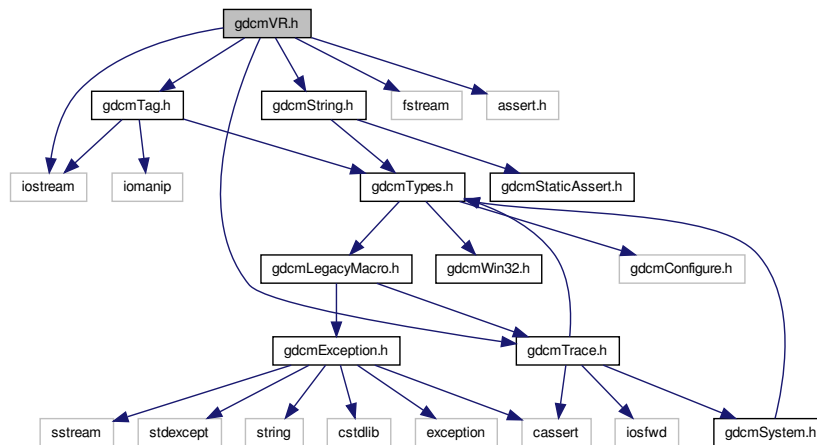 gdcmVR.h
gdcmTag.h
gdcmString.h
fstream
assert.h
iostream
iomanip
gdcmTypes.h
gdcmStaticAssert.h
gdcmLegacyMacro.h
gdcmWin32.h
gdcmConfigure.h
gdcmException.h
gdcmTrace.h
sstream
stdexcept
string
cstdlib
exception
cassert
iosfwd
gdcmSystem.h